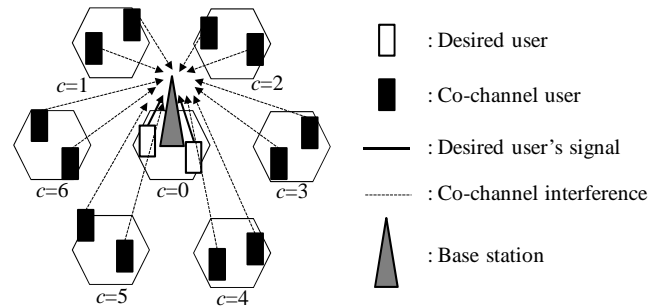 c=1
c=2
c=6
c=0
c=3
c=5
c=4
: Desired user
: Co-channel user
: Desired user's signal
: Co-channel interference
: Base station